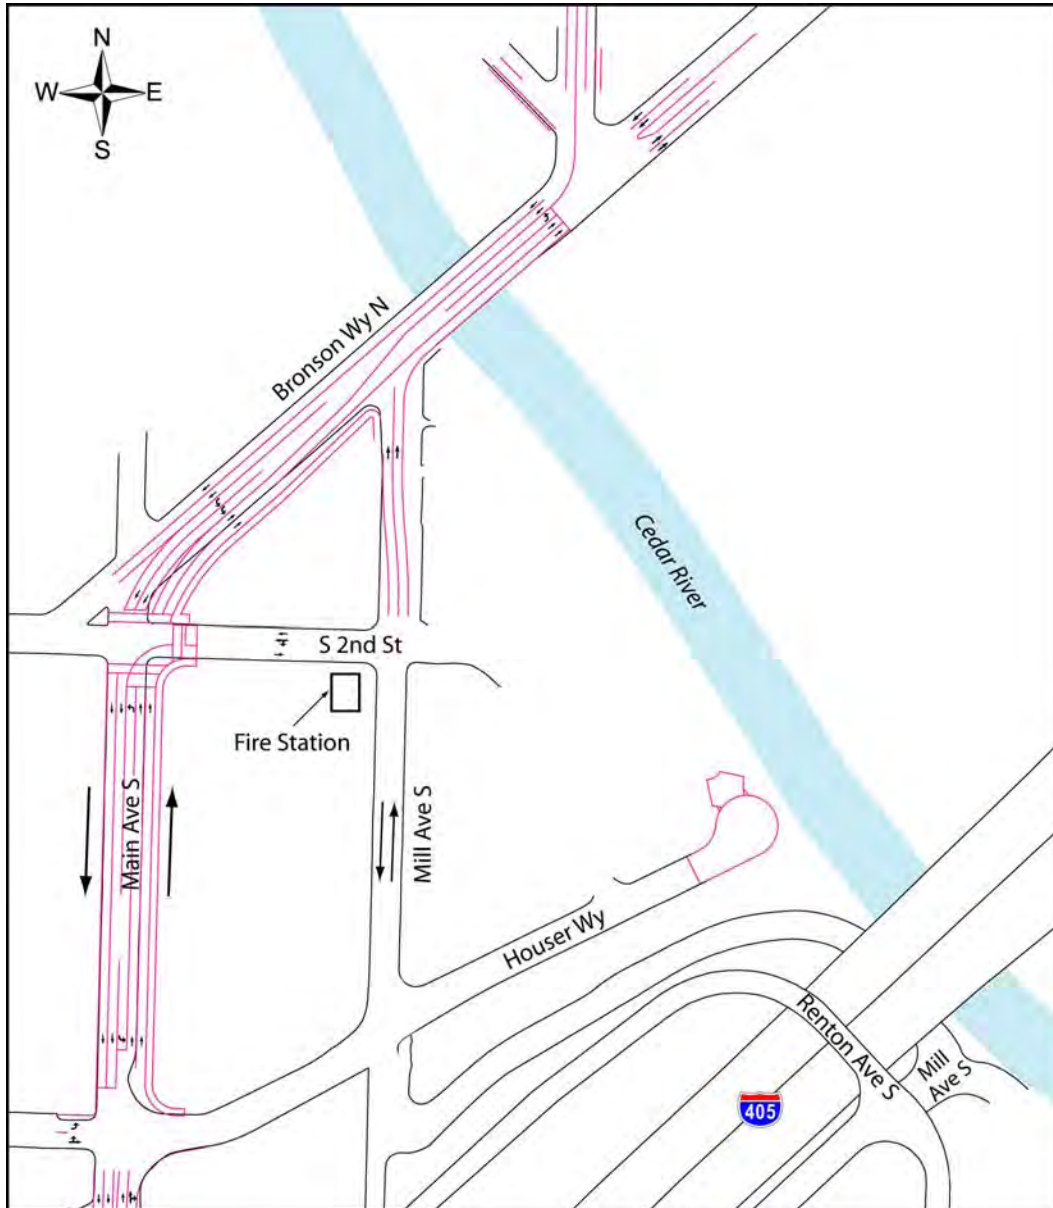 N
W E
S
Bronson Wy N
Cedar River
S 2nd St
Fire Station
Main Ave S
Mill Ave S
Houser Wy
Renton Ave S
Mill
Ave S
405